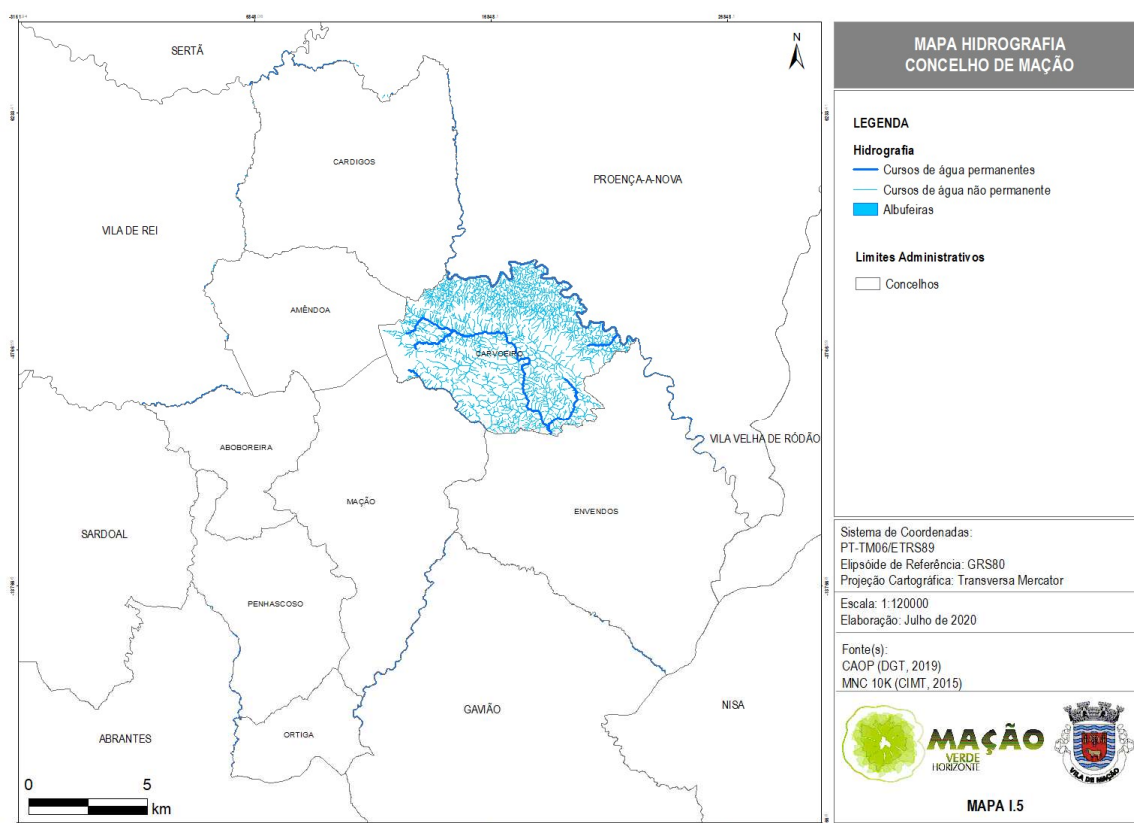 SERTÃ
N
CARDIGOS
PROENÇA-A-NOVA
VILA DE REI
AMÊNDOA
CARVOEIRO
VILA VELHA DE RÓDÃO
ABOBOREIRA
MAÇÃO
ENVENDOS
SARDOAL
PENHASCOSO
GAVIÃO
NISA
ABRANTES
ORTIGA
0 5
km
MAPA HIDROGRAFIA
CONCELHO DE MAÇÃO
LEGENDA
Hidrografia
Cursos de água permanentes
Cursos de água não permanente
Albufeiras
Limites Administrativos
Concelhos
Sistema de Coordenadas:
PT-TM06/ETRS89
Elipsóide de Referência: GRS80
Projeção Cartográfica: Transversa Mercator
Escala: 1:120000
Elaboração: Julho de 2020
Fonte(s):
CAOP (DGT, 2019)
MNC 10K (CIMT, 2015)
MAÇÃO
VERDE
HORIZONTE
VILA DE MAÇÃO
MAPA I.5